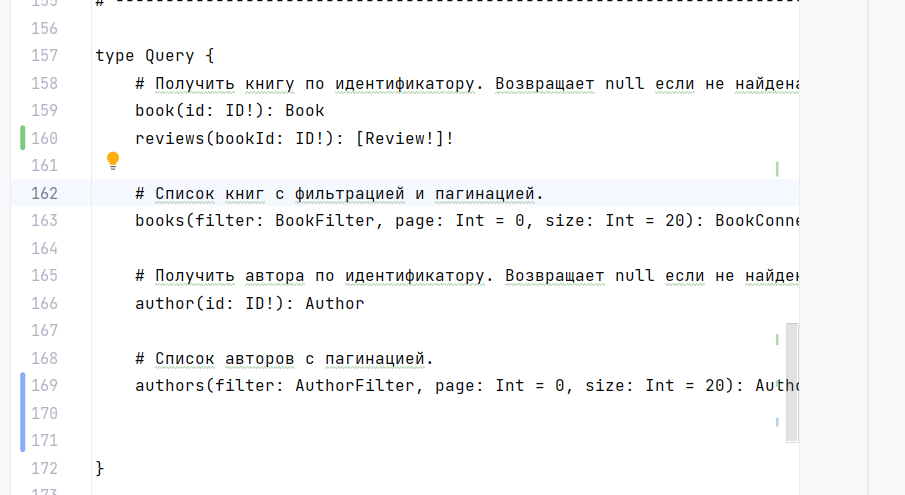 155 # ----------------------------------------------------------------------
156
157 type Query {
158 # Получить книгу по идентификатору. Возвращает null если не найдена
159 book(id: ID!): Book
160 reviews(bookId: ID!): [Review!]!
161
162 # Список книг с фильтрацией и пагинацией.
163 books(filter: BookFilter, page: Int = 0, size: Int = 20): BookConne
164
165 # Получить автора по идентификатору. Возвращает null если не найден
166 author(id: ID!): Author
167
168 # Список авторов с пагинацией.
169 authors(filter: AuthorFilter, page: Int = 0, size: Int = 20): Autho
170
171
172 }
173